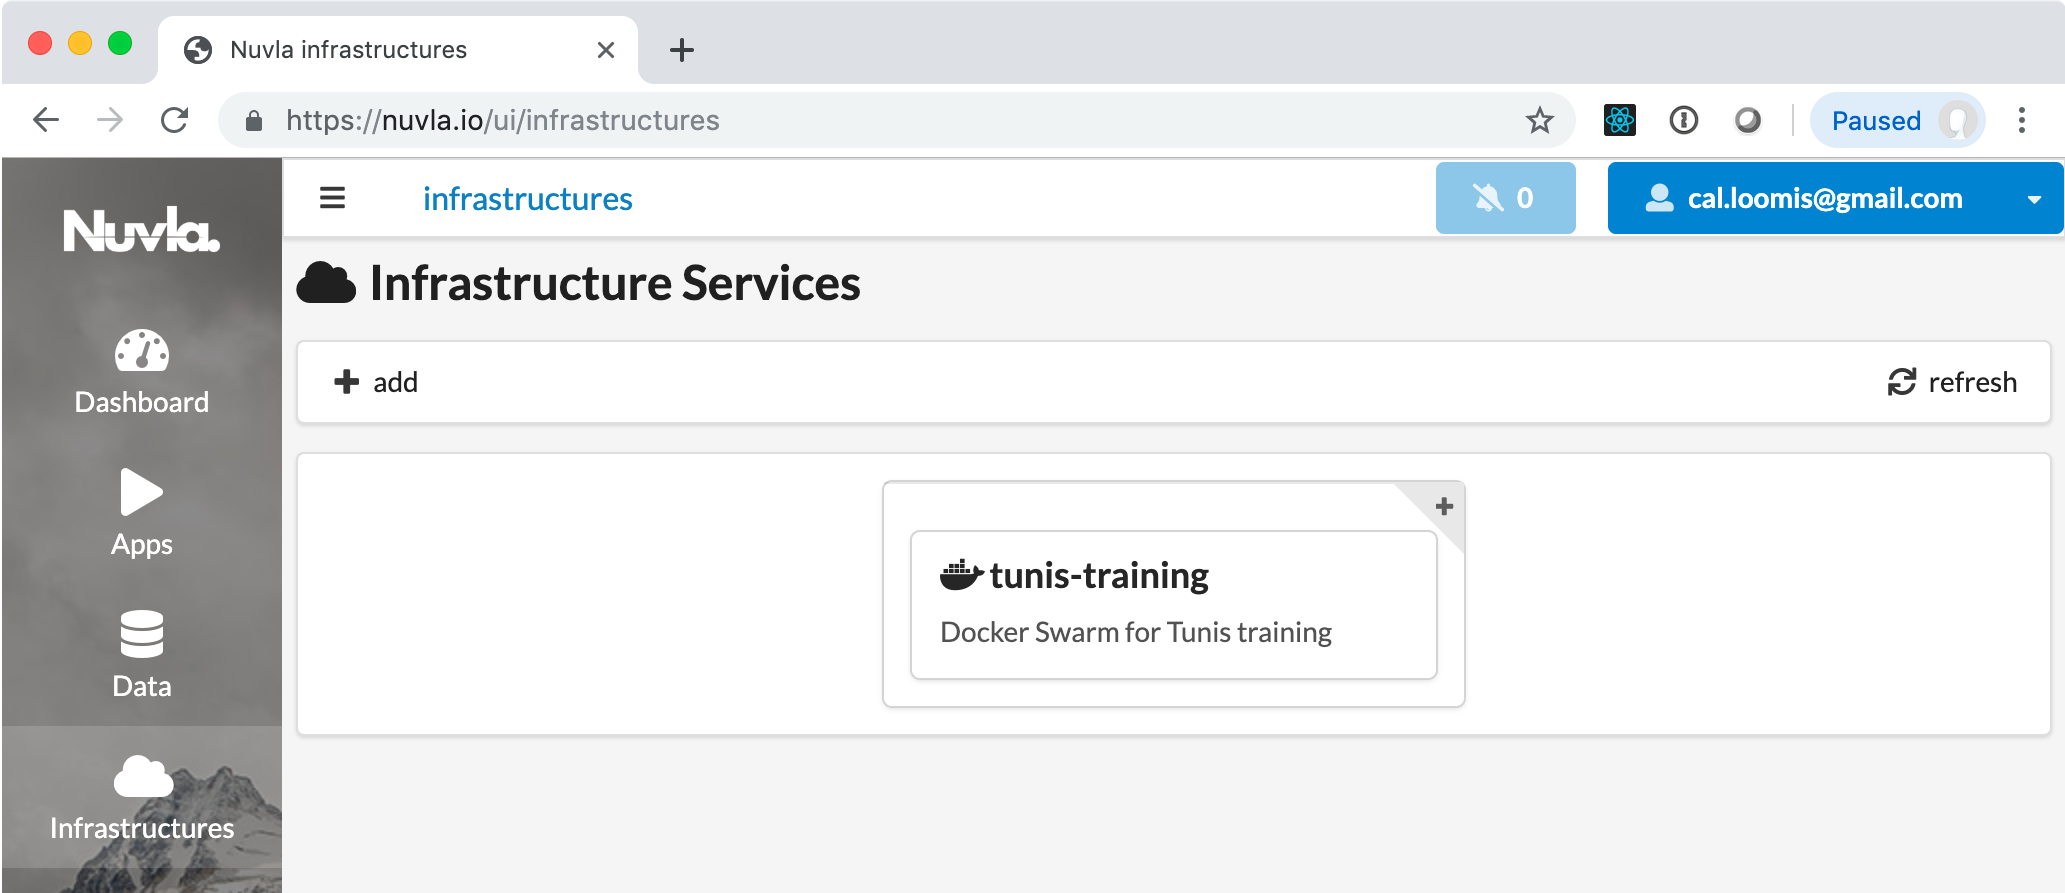 Nuvla infrastructures
https://nuvla.io/ui/infrastructures
Paused
Nuvla.
infrastructures
0
cal.loomis@gmail.com
Infrastructure Services
Dashboard
add
refresh
Apps
tunis-training
Docker Swarm for Tunis training
Data
Infrastructures